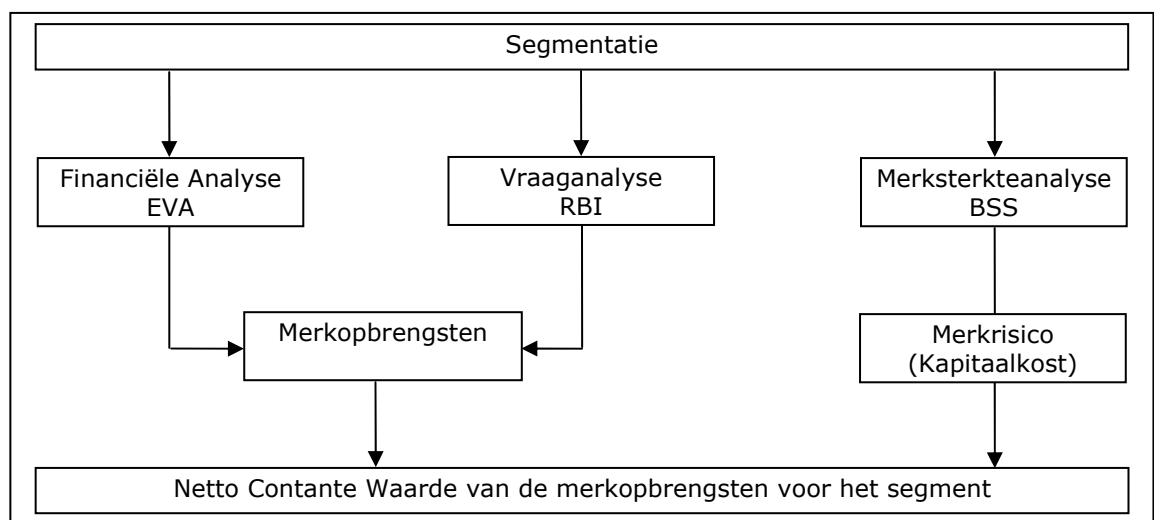 Segmentatie
Financiële Analyse
EVA
Vraaganalyse
RBI
Merksterkteanalyse
BSS
Merkopbrengsten
Merkrisico
(Kapitaalkost)
Netto Contante Waarde van de merkopbrengsten voor het segment